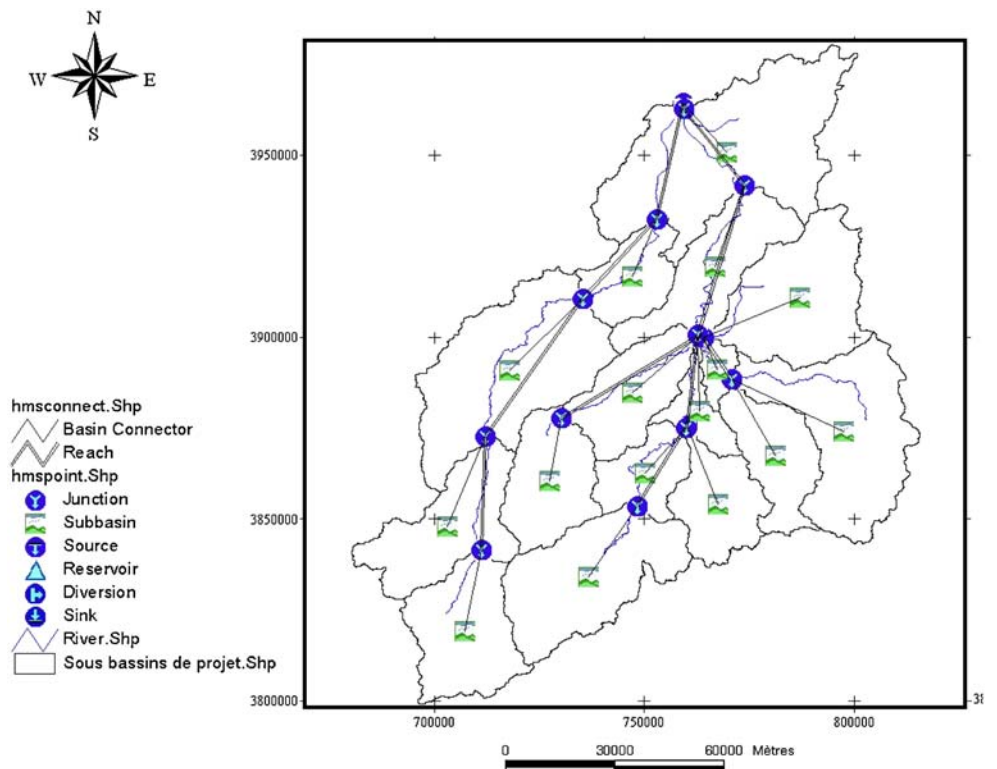 N
W E
S
3950000
3900000
3850000
3800000
700000 750000 800000
hmsconnect.Shp
Basin Connector
Reach
hmspoint.Shp
Junction
Subbasin
Source
Reservoir
Diversion
Sink
River.Shp
Sous bassins de projet.Shp
0 30000 60000 Mètres